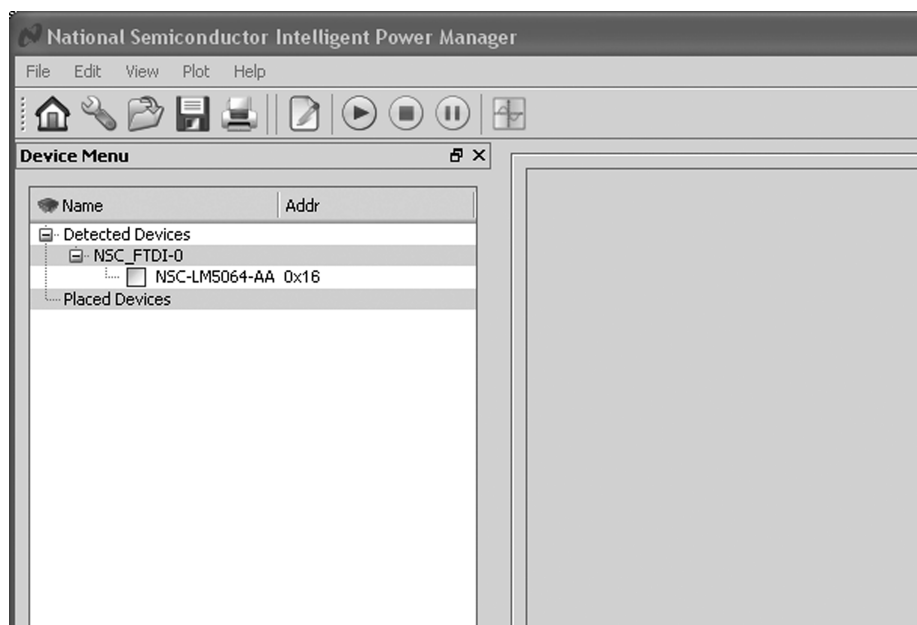 National Semiconductor Intelligent Power Manager
File Edit View Plot Help
Device Menu
Name Addr
Detected Devices
NSC_FTDI-0
NSC-LM5064-AA 0x16
Placed Devices